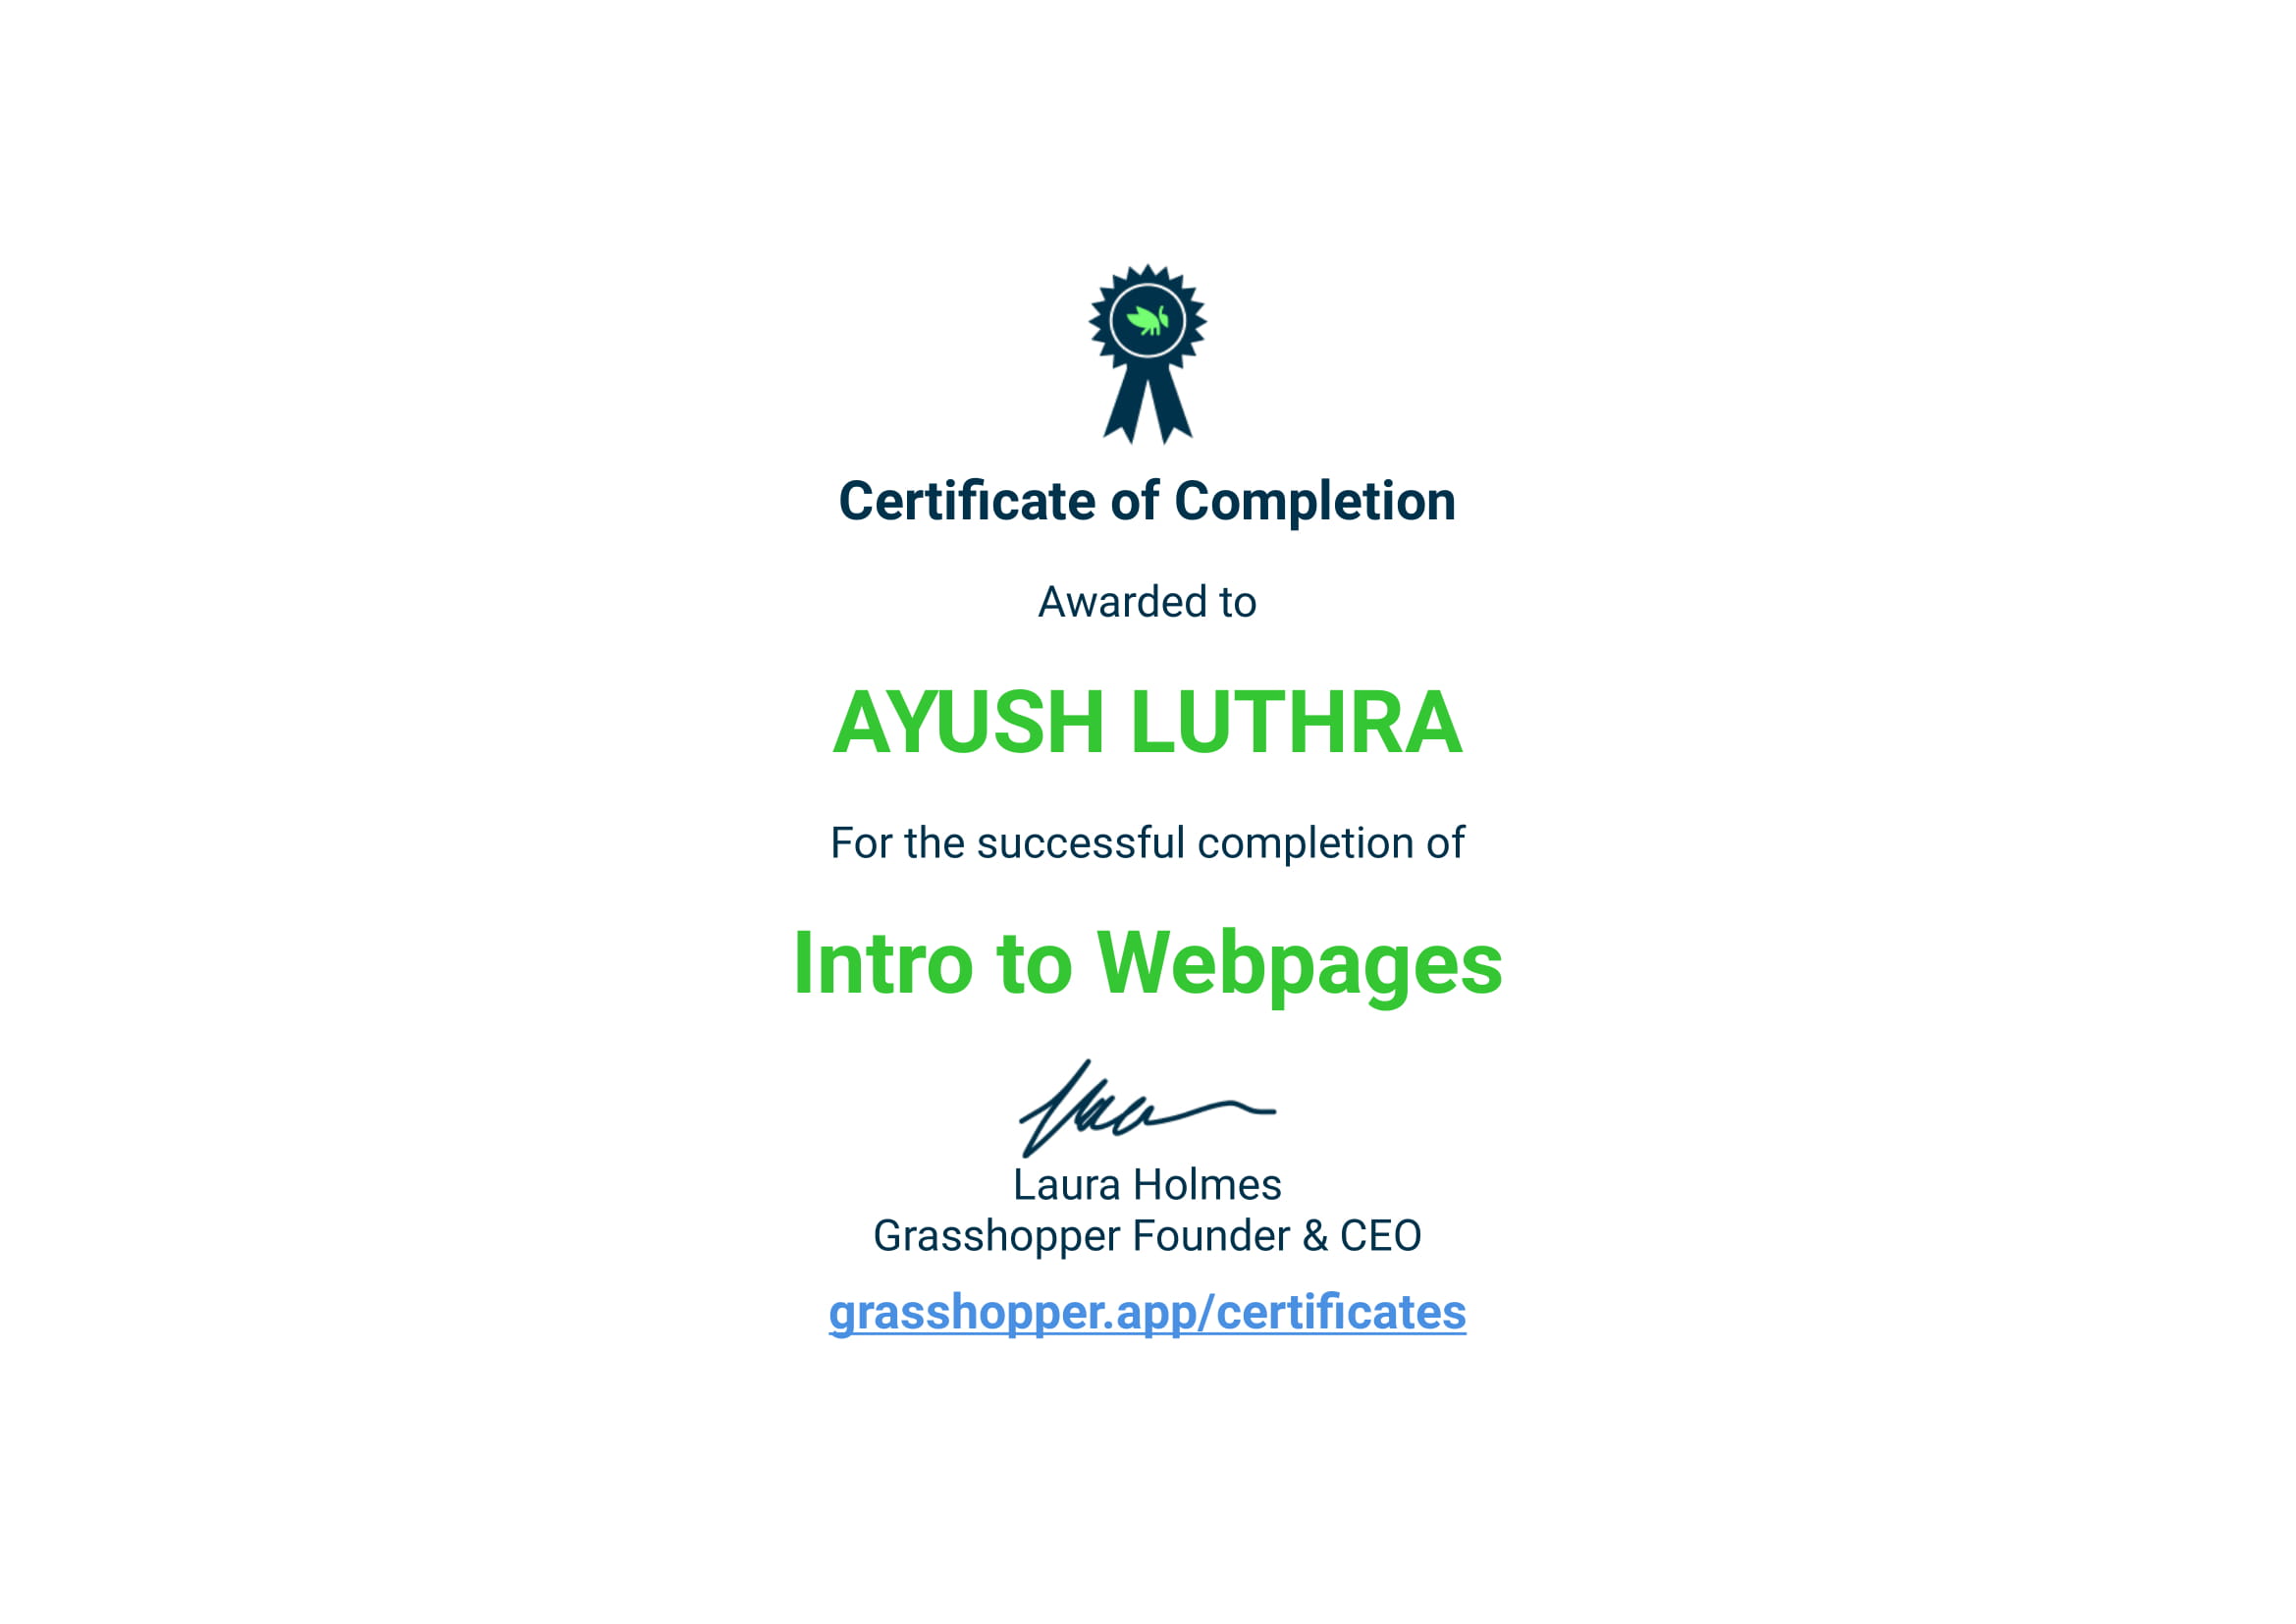 Certificate of Completion
Awarded to
AYUSH LUTHRA
For the successful completion of
Intro to Webpages
Laura Holmes
Grasshopper Founder & CEO
grasshopper.app/certificates